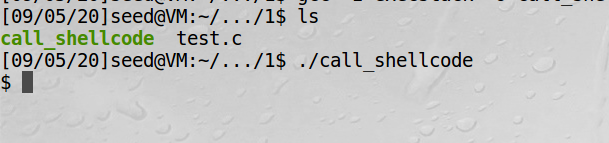 [09/05/20]seed@VM:~/.../1$ ls
call_shellcode  test.c
[09/05/20]seed@VM:~/.../1$ ./call_shellcode
$